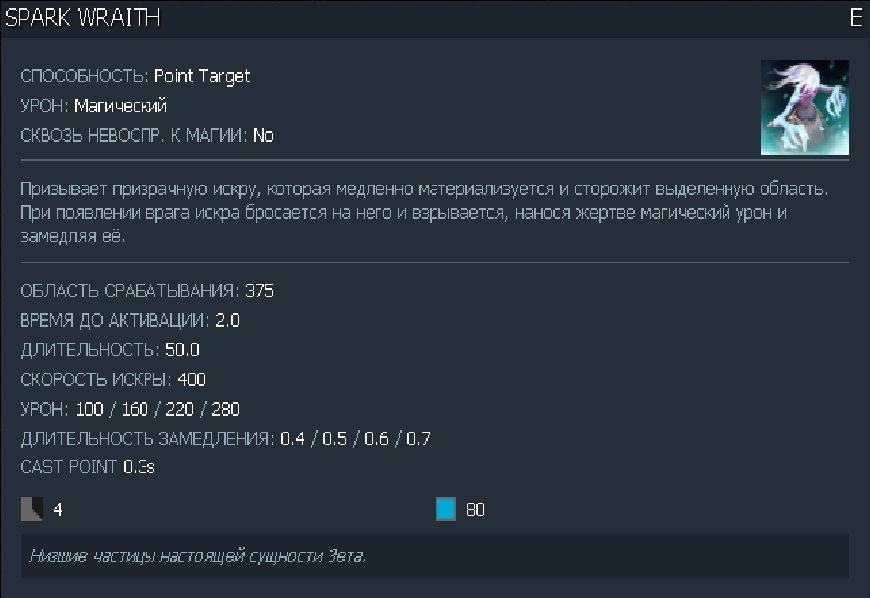 SPARK WRAITH E
СПОСОБНОСТЬ: Point Target
УРОН: Магический
СКВОЗЬ НЕВОСПР. К МАГИИ: No
Призывает призрачную искру, которая медленно материализуется и сторожит выделенную область.
При появлении врага искра бросается на него и взрывается, нанося жертве магический урон и
замедляя её.
ОБЛАСТЬ СРАБАТЫВАНИЯ: 375
ВРЕМЯ ДО АКТИВАЦИИ: 2.0
ДЛИТЕЛЬНОСТЬ: 50.0
СКОРОСТЬ ИСКРЫ: 400
УРОН: 100 / 160 / 220 / 280
ДЛИТЕЛЬНОСТЬ ЗАМЕДЛЕНИЯ: 0.4 / 0.5 / 0.6 / 0.7
CAST POINT 0.3s
4 80
Низшие частицы настоящей сущности Зета.